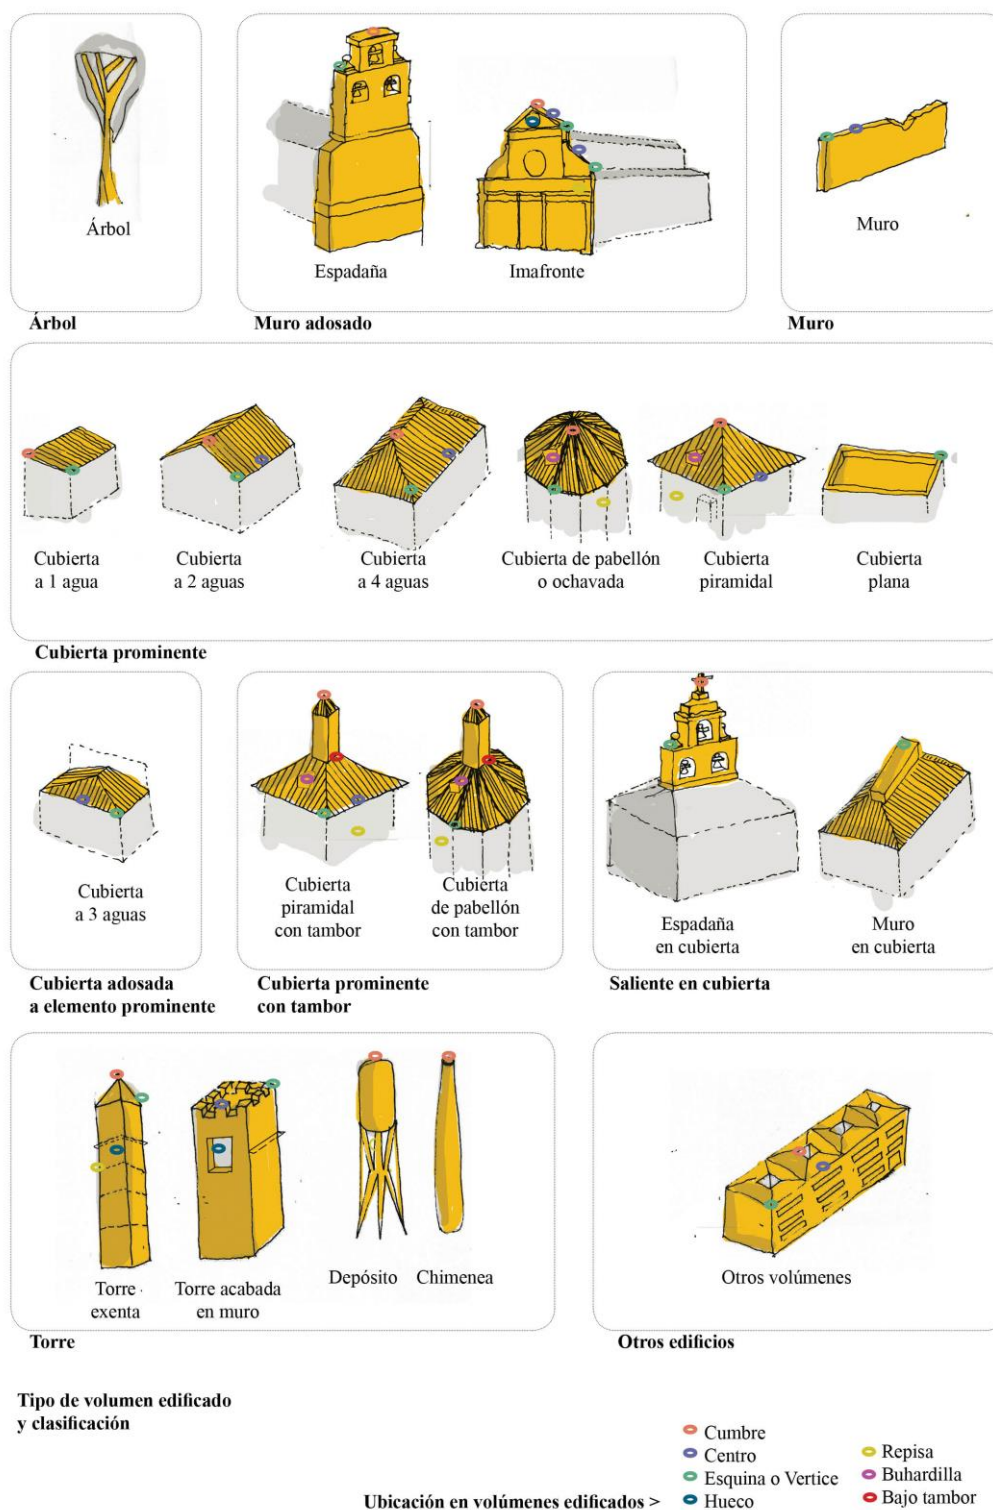 Árbol
Espadaña
Imafronte
Muro
Árbol
Muro adosado
Muro
Cubierta
a 1 agua
Cubierta
a 2 aguas
Cubierta
a 4 aguas
Cubierta de pabellón
o ochavada
Cubierta
piramidal
Cubierta
plana
Cubierta prominente
Cubierta
a 3 aguas
Cubierta
piramidal
con tambor
Cubierta
de pabellón
con tambor
Espadaña
en cubierta
Muro
en cubierta
Cubierta adosada
a elemento prominente
Cubierta prominente
con tambor
Saliente en cubierta
Torre
exenta
Torre acabada
en muro
Depósito
Chimenea
Otros volúmenes
Torre
Otros edificios
Tipo de volumen edificado
y clasificación
Ubicación en volúmenes edificados >
Cumbre
Centro
Esquina o Vertice
Hueco
Repisa
Buhardilla
Bajo tambor